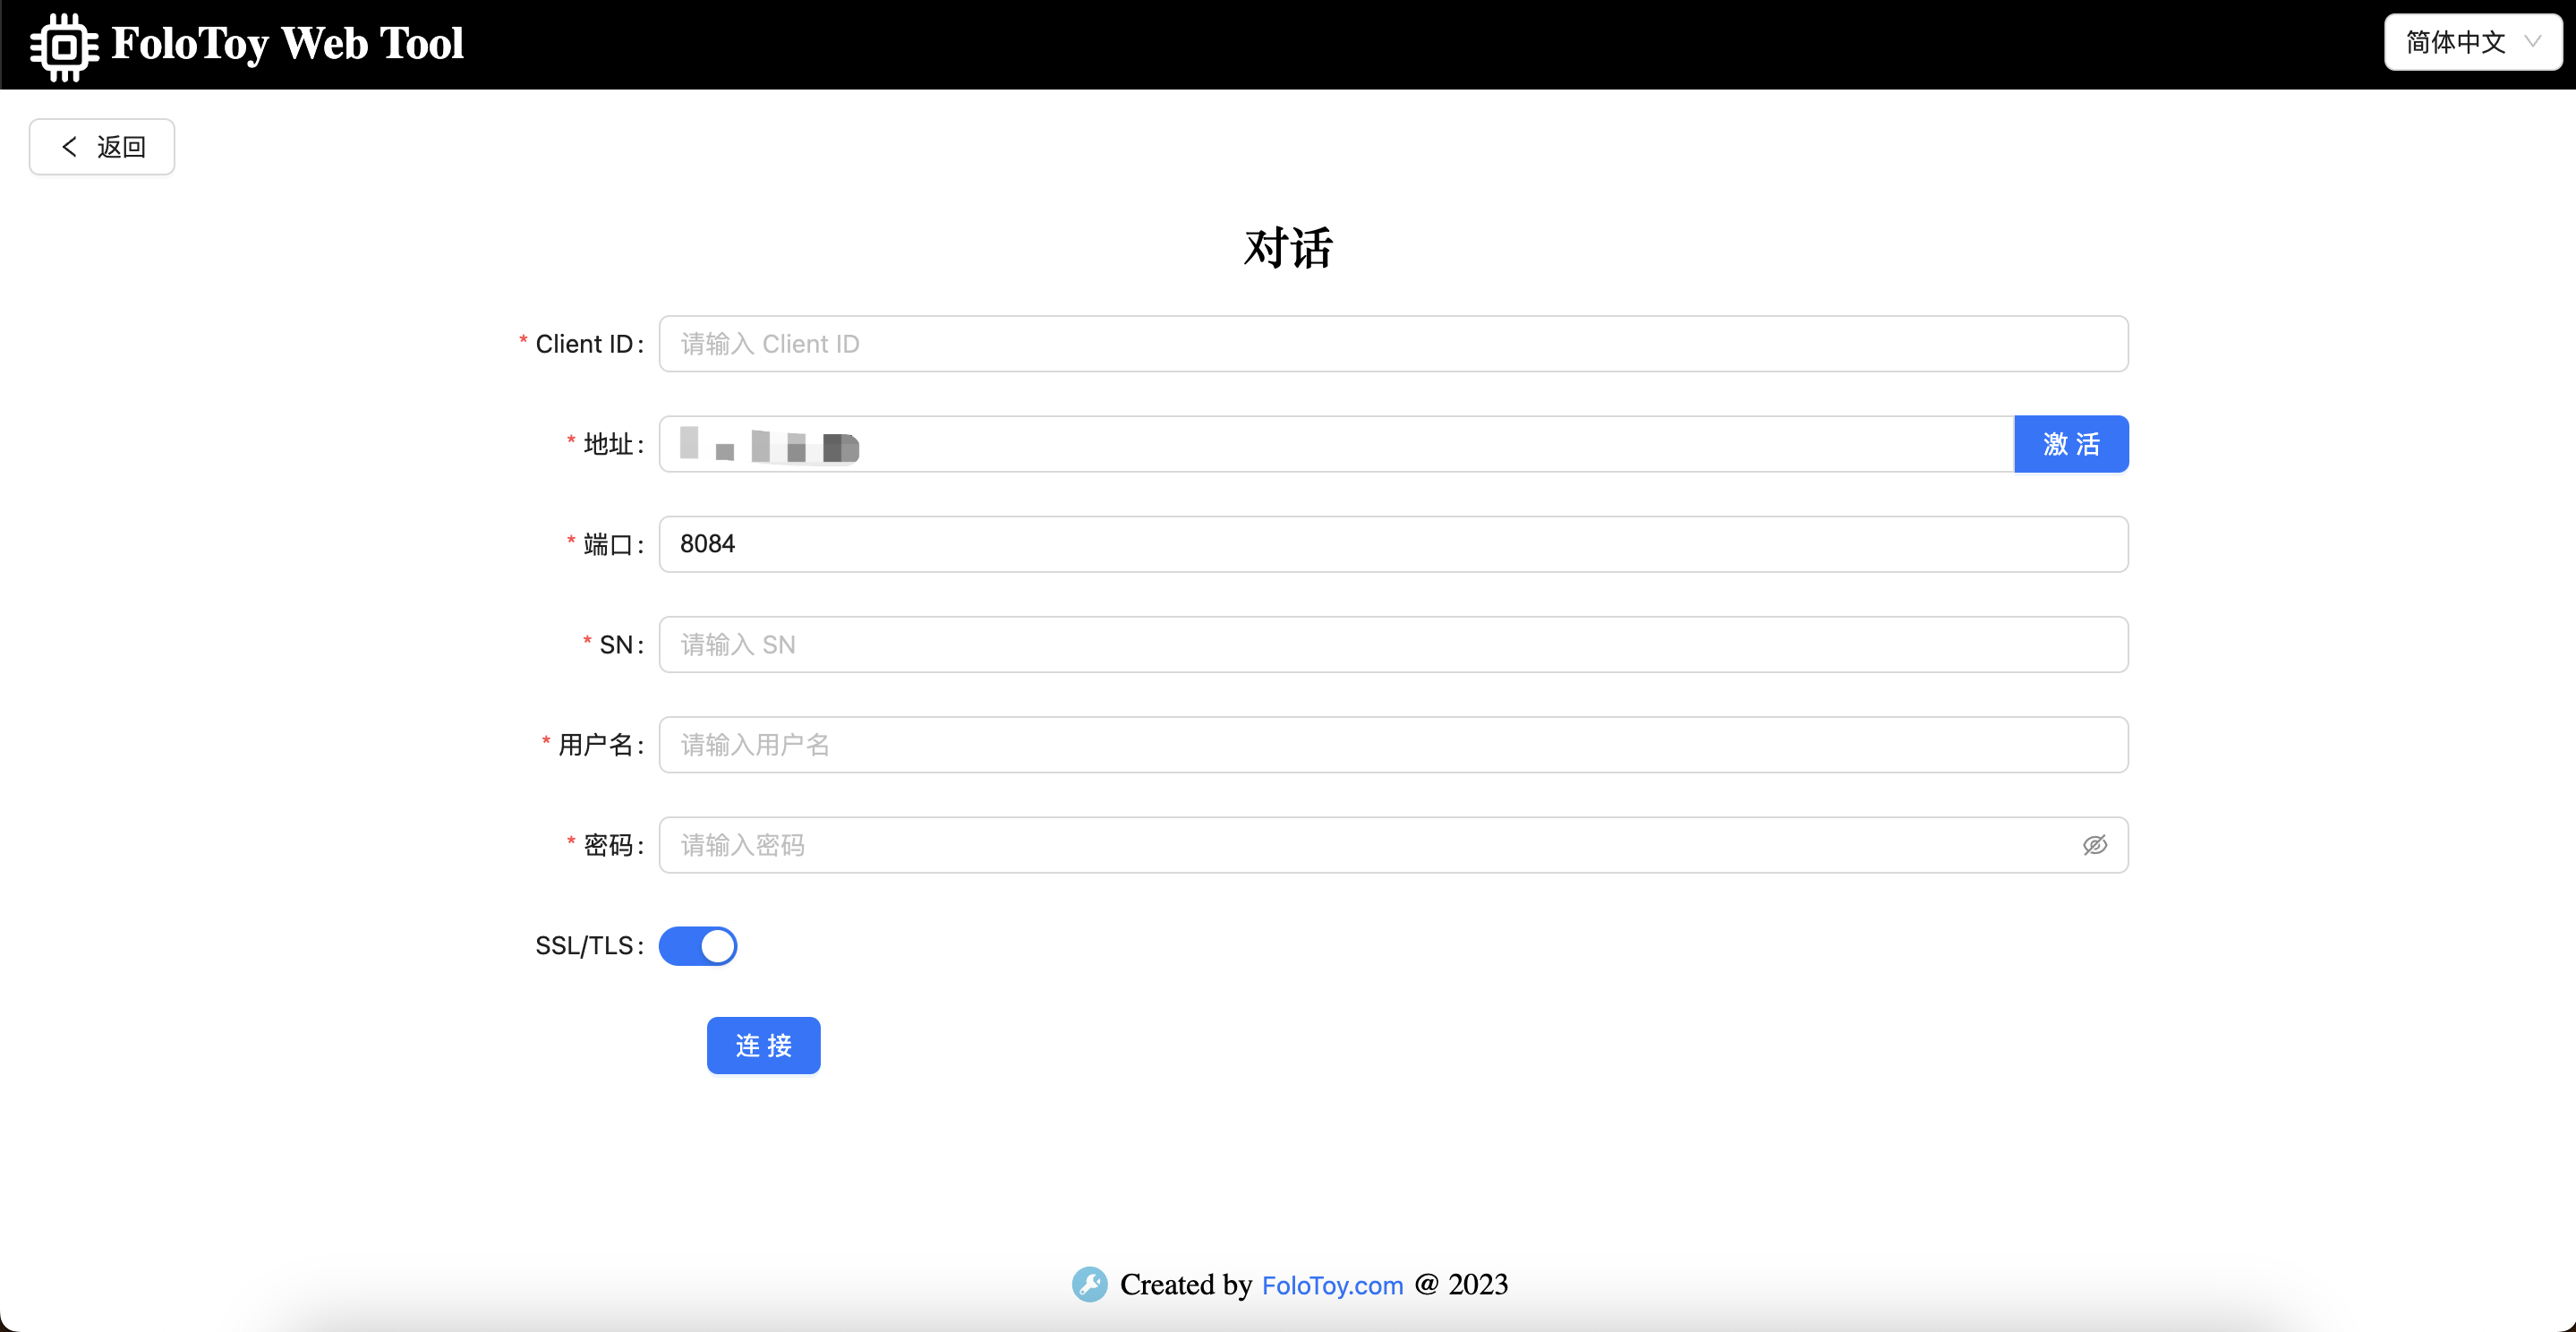 FoloToy Web Tool
简体中文
返回
对话
* Client ID:
请输入 Client ID
* 地址:
激活
* 端口:
8084
* SN:
请输入 SN
* 用户名:
请输入用户名
* 密码:
请输入密码
SSL/TLS:
连接
Created by FoloToy.com @ 2023